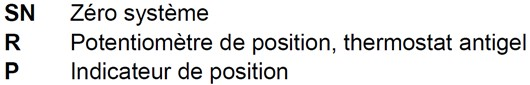 SN Zéro système
R Potentiomètre de position, thermostat antigel
P Indicateur de position